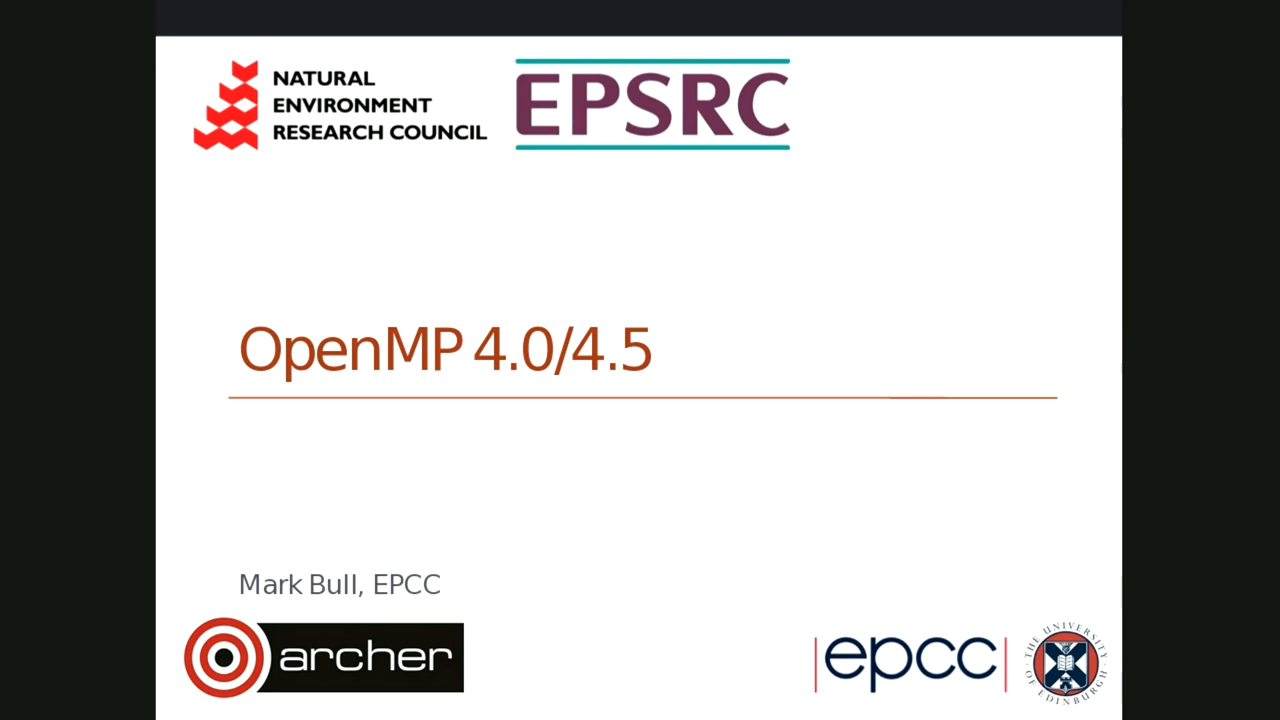 NATURAL
ENVIRONMENT
RESEARCH COUNCIL
EPSRC
OpenMP 4.0/4.5
Mark Bull, EPCC
archer
epcc
THE UNIVERSITY
OF EDINBURGH